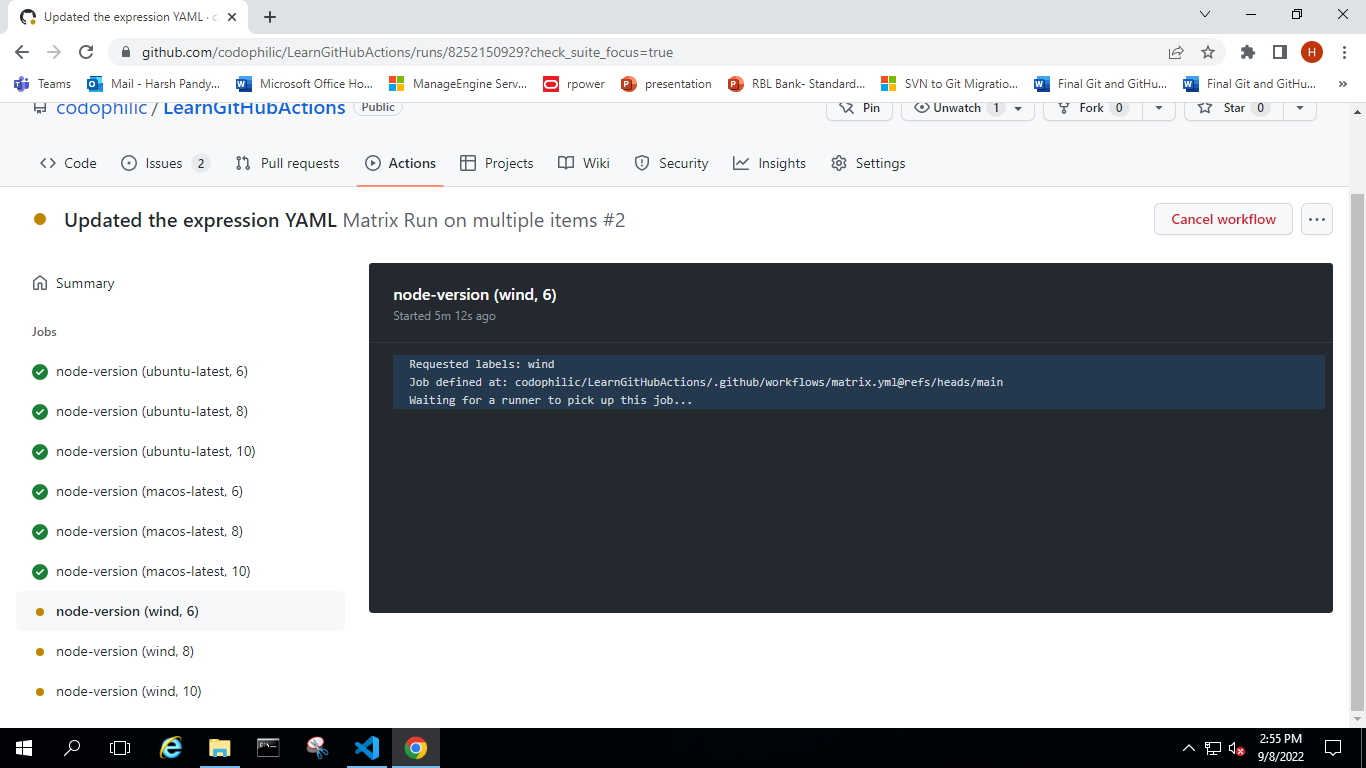 Updated the expression YAML · c
github.com/codophilic/LearnGitHubActions/runs/8252150929?check_suite_focus=true
H
Teams
Mail - Harsh Pandy...
Microsoft Office Ho...
ManageEngine Serv...
rpower
presentation
RBL Bank- Standard...
SVN to Git Migratio...
Final Git and GitHu...
Final Git and GitHu...
»
codophilic / LearnGitHubActions Public
Pin
Unwatch 1
Fork 0
Star 0
Code
Issues 2
Pull requests
Actions
Projects
Wiki
Security
Insights
Settings
Updated the expression YAML Matrix Run on multiple items #2
Cancel workflow
Summary
Jobs
node-version (ubuntu-latest, 6)
node-version (ubuntu-latest, 8)
node-version (ubuntu-latest, 10)
node-version (macos-latest, 6)
node-version (macos-latest, 8)
node-version (macos-latest, 10)
node-version (wind, 6)
node-version (wind, 8)
node-version (wind, 10)
node-version (wind, 6)
Started 5m 12s ago
Requested labels: wind
Job defined at: codophilic/LearnGitHubActions/.github/workflows/matrix.yml@refs/heads/main
Waiting for a runner to pick up this job...
2:55 PM
9/8/2022